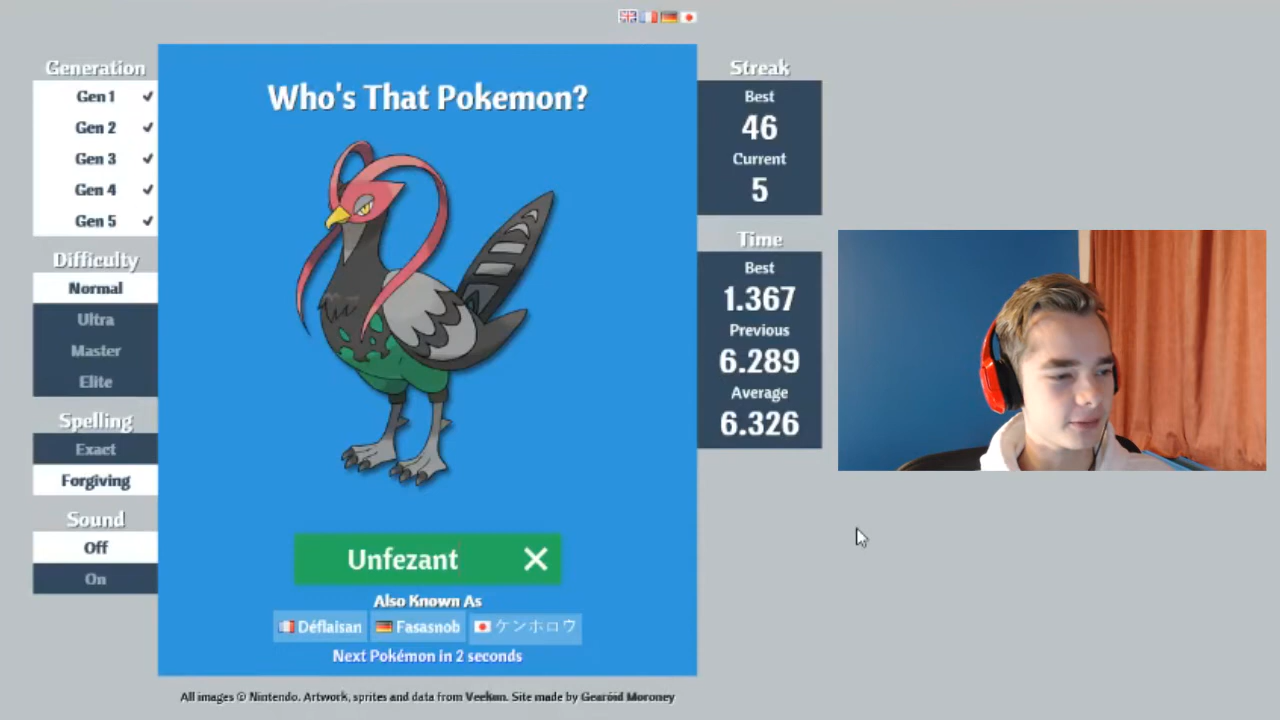 Generation
Gen 1
Gen 2
Gen 3
Gen 4
Gen 5
Difficulty
Normal
Ultra
Master
Elite
Spelling
Exact
Forgiving
Sound
Off
On
Who's That Pokemon?
Unfezant
Also Known As
Déflaisan
Fasasnob
ケンホロウ
Next Pokémon in 2 seconds
Streak
Best
46
Current
5
Time
Best
1.367
Previous
6.289
Average
6.326
All images © Nintendo. Artwork, sprites and data from Veekun. Site made by Gearóid Moroney